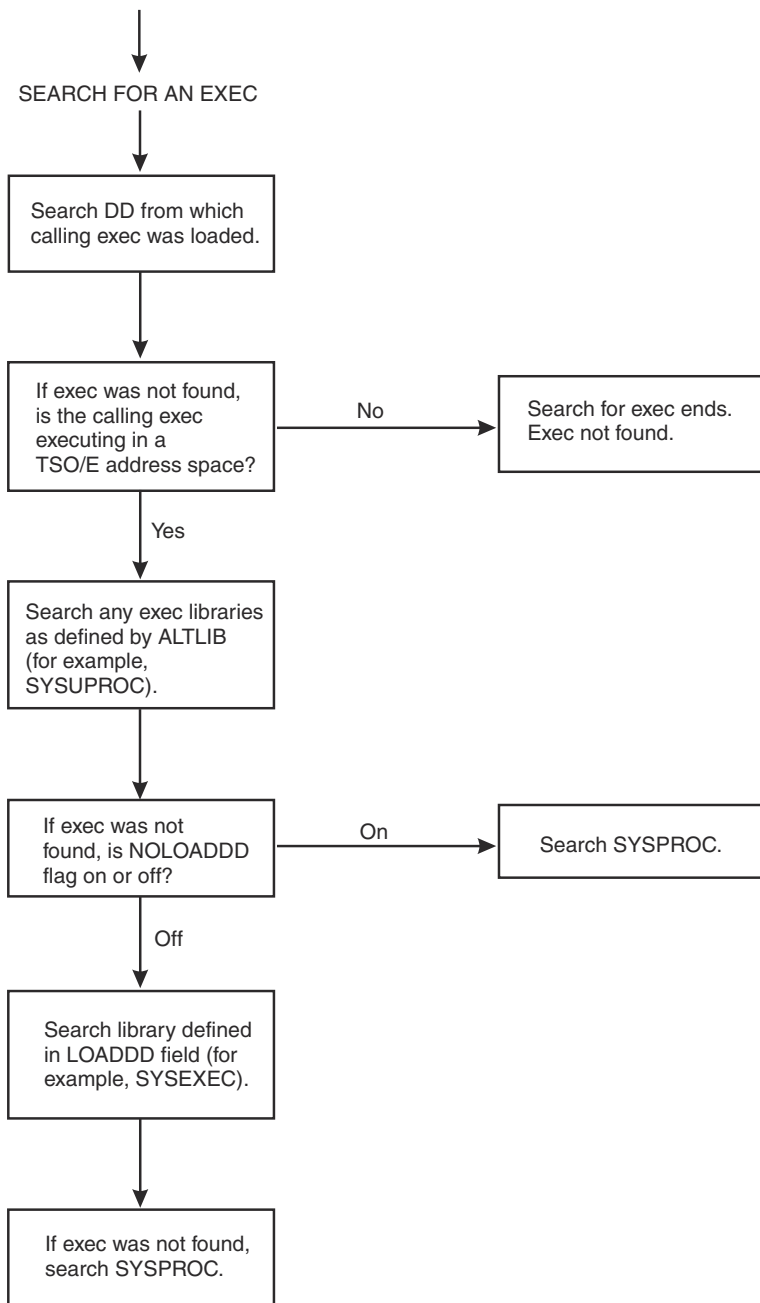 SEARCH FOR AN EXEC
Search DD from which
calling exec was loaded.
If exec was not found,
is the calling exec
executing in a
TSO/E address space?
No
Search for exec ends.
Exec not found.
Yes
Search any exec libraries
as defined by ALTLIB
(for example,
SYSUPROC).
If exec was not
found, is NOLOADDD
flag on or off?
On
Search SYSPROC.
Off
Search library defined
in LOADDD field (for
example, SYSEXEC).
If exec was not found,
search SYSPROC.